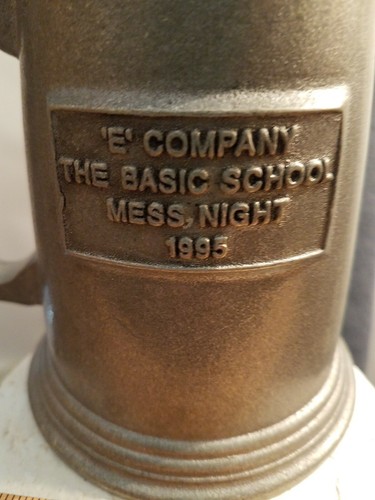 'E' COMPANY
THE BASIC SCHOOL
MESS NIGHT
1995